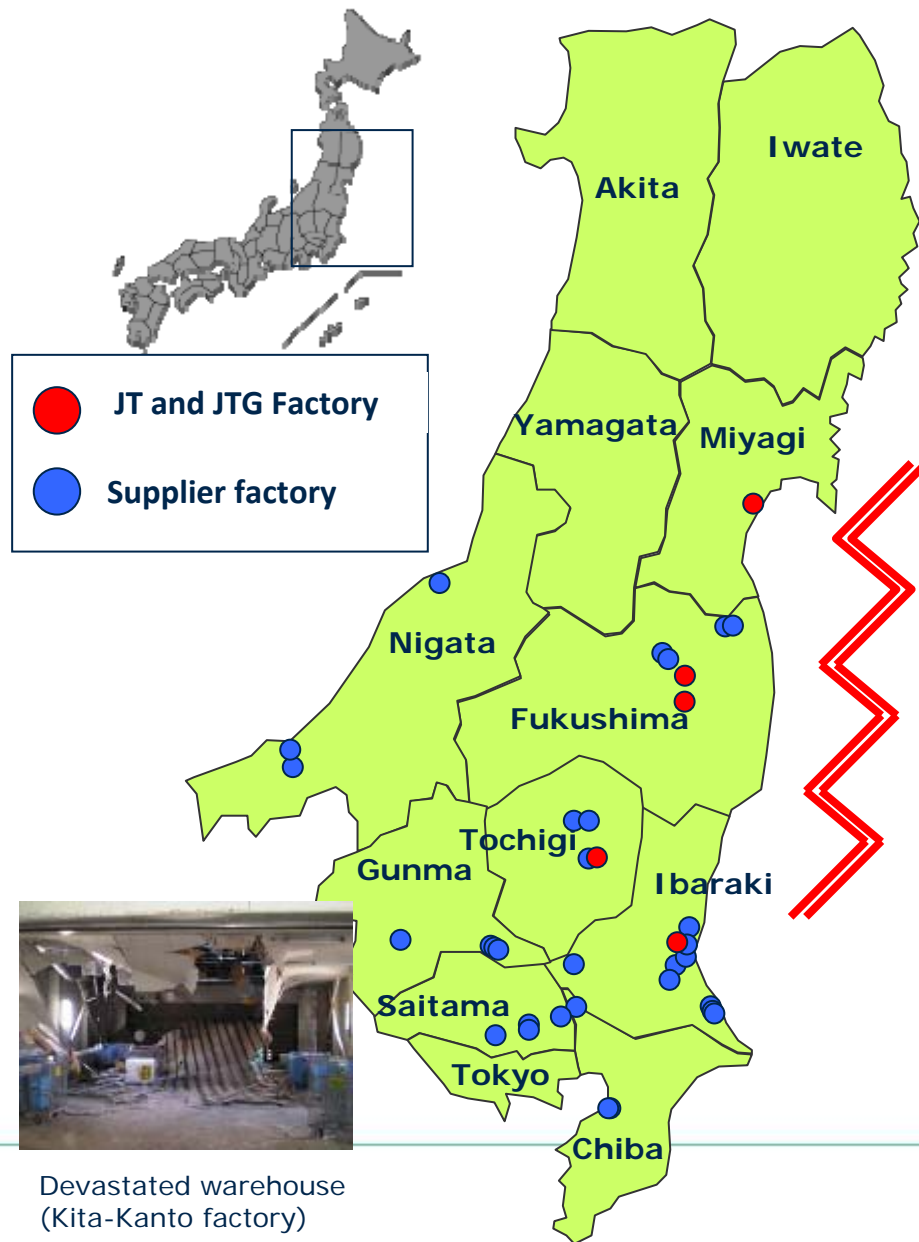 JT and JTG Factory
Supplier factory
Iwate
Akita
Yamagata
Miyagi
Nigata
Fukushima
Tochigi
Gunma
Ibaraki
Saitama
Tokyo
Chiba
Devastated warehouse
(Kita-Kanto factory)